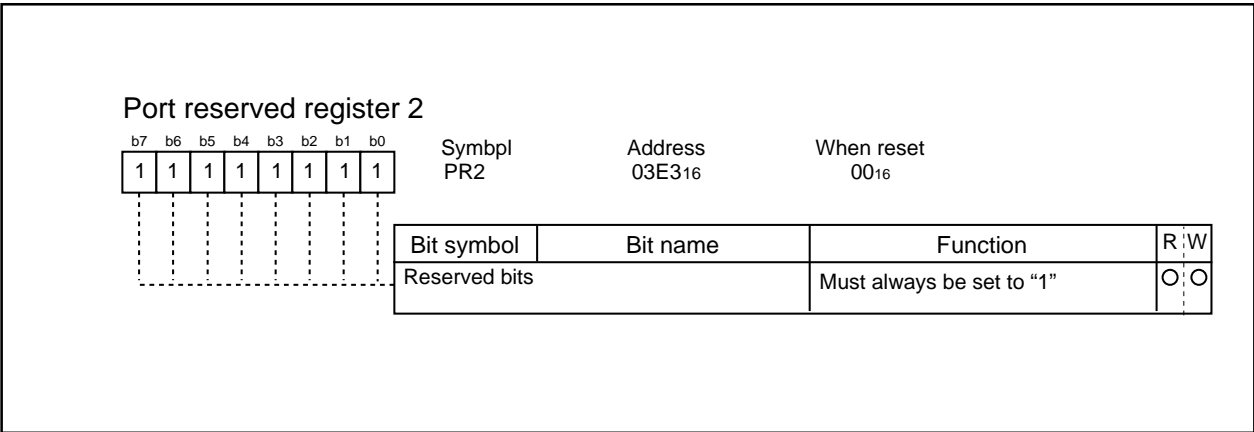 Port reserved register 2
b7 b6 b5 b4 b3 b2 b1 b0
Symbpl Address When reset
1 1 1 1 1 1 1 1 PR2 03E316 0016
Bit symbol Bit name Function R W
Reserved bits Must always be set to “1” O O